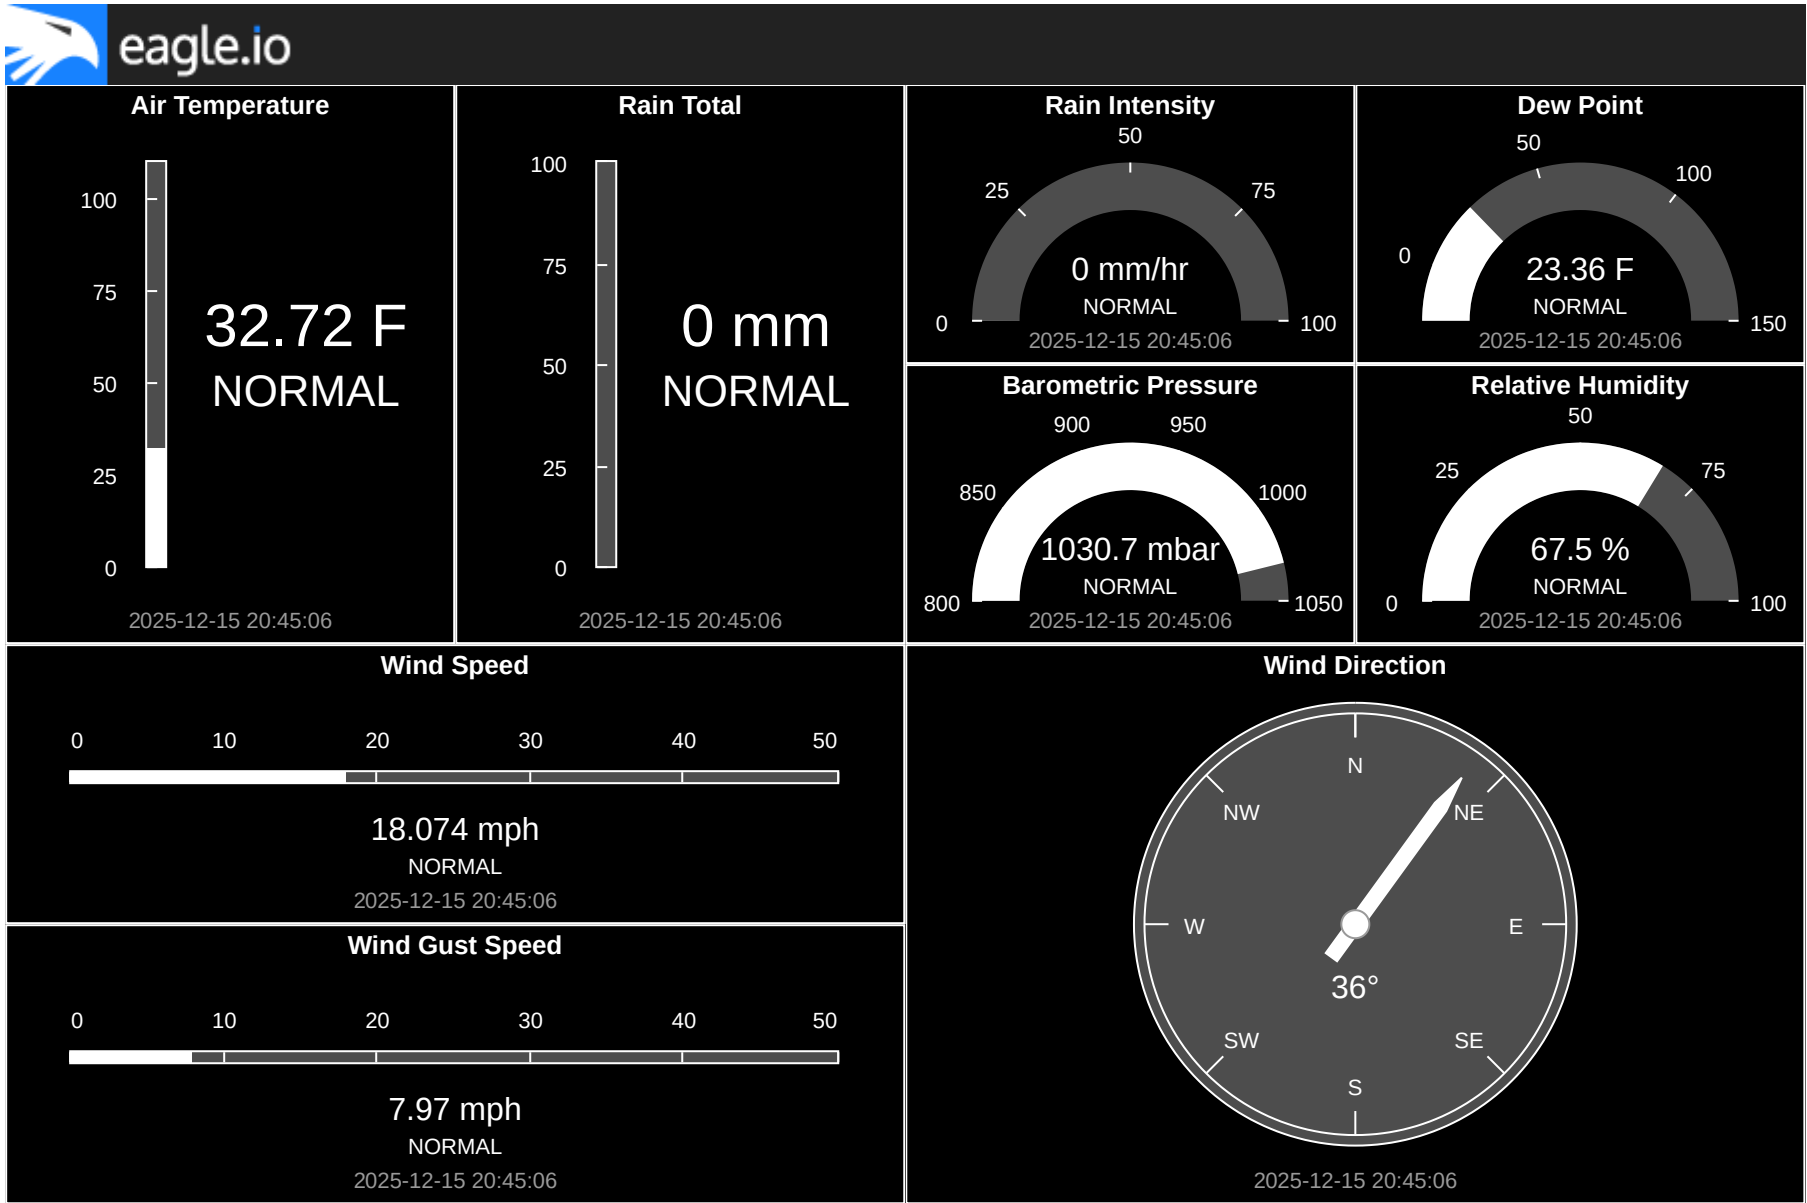 eagle.io
Air Temperature
100
75
50
25
0
32.72 F
NORMAL
2025-12-15 20:45:06
Rain Total
100
75
50
25
0
0 mm
NORMAL
2025-12-15 20:45:06
Rain Intensity
0
25
50
75
100
0 mm/hr
NORMAL
2025-12-15 20:45:06
Dew Point
0
50
100
150
23.36 F
NORMAL
2025-12-15 20:45:06
Barometric Pressure
800
850
900
950
1000
1050
1030.7 mbar
NORMAL
2025-12-15 20:45:06
Relative Humidity
0
25
50
75
100
67.5 %
NORMAL
2025-12-15 20:45:06
Wind Speed
0 10 20 30 40 50
18.074 mph
NORMAL
2025-12-15 20:45:06
Wind Gust Speed
0 10 20 30 40 50
7.97 mph
NORMAL
2025-12-15 20:45:06
Wind Direction
N
NW NE
W E
36°
SW SE
S
2025-12-15 20:45:06